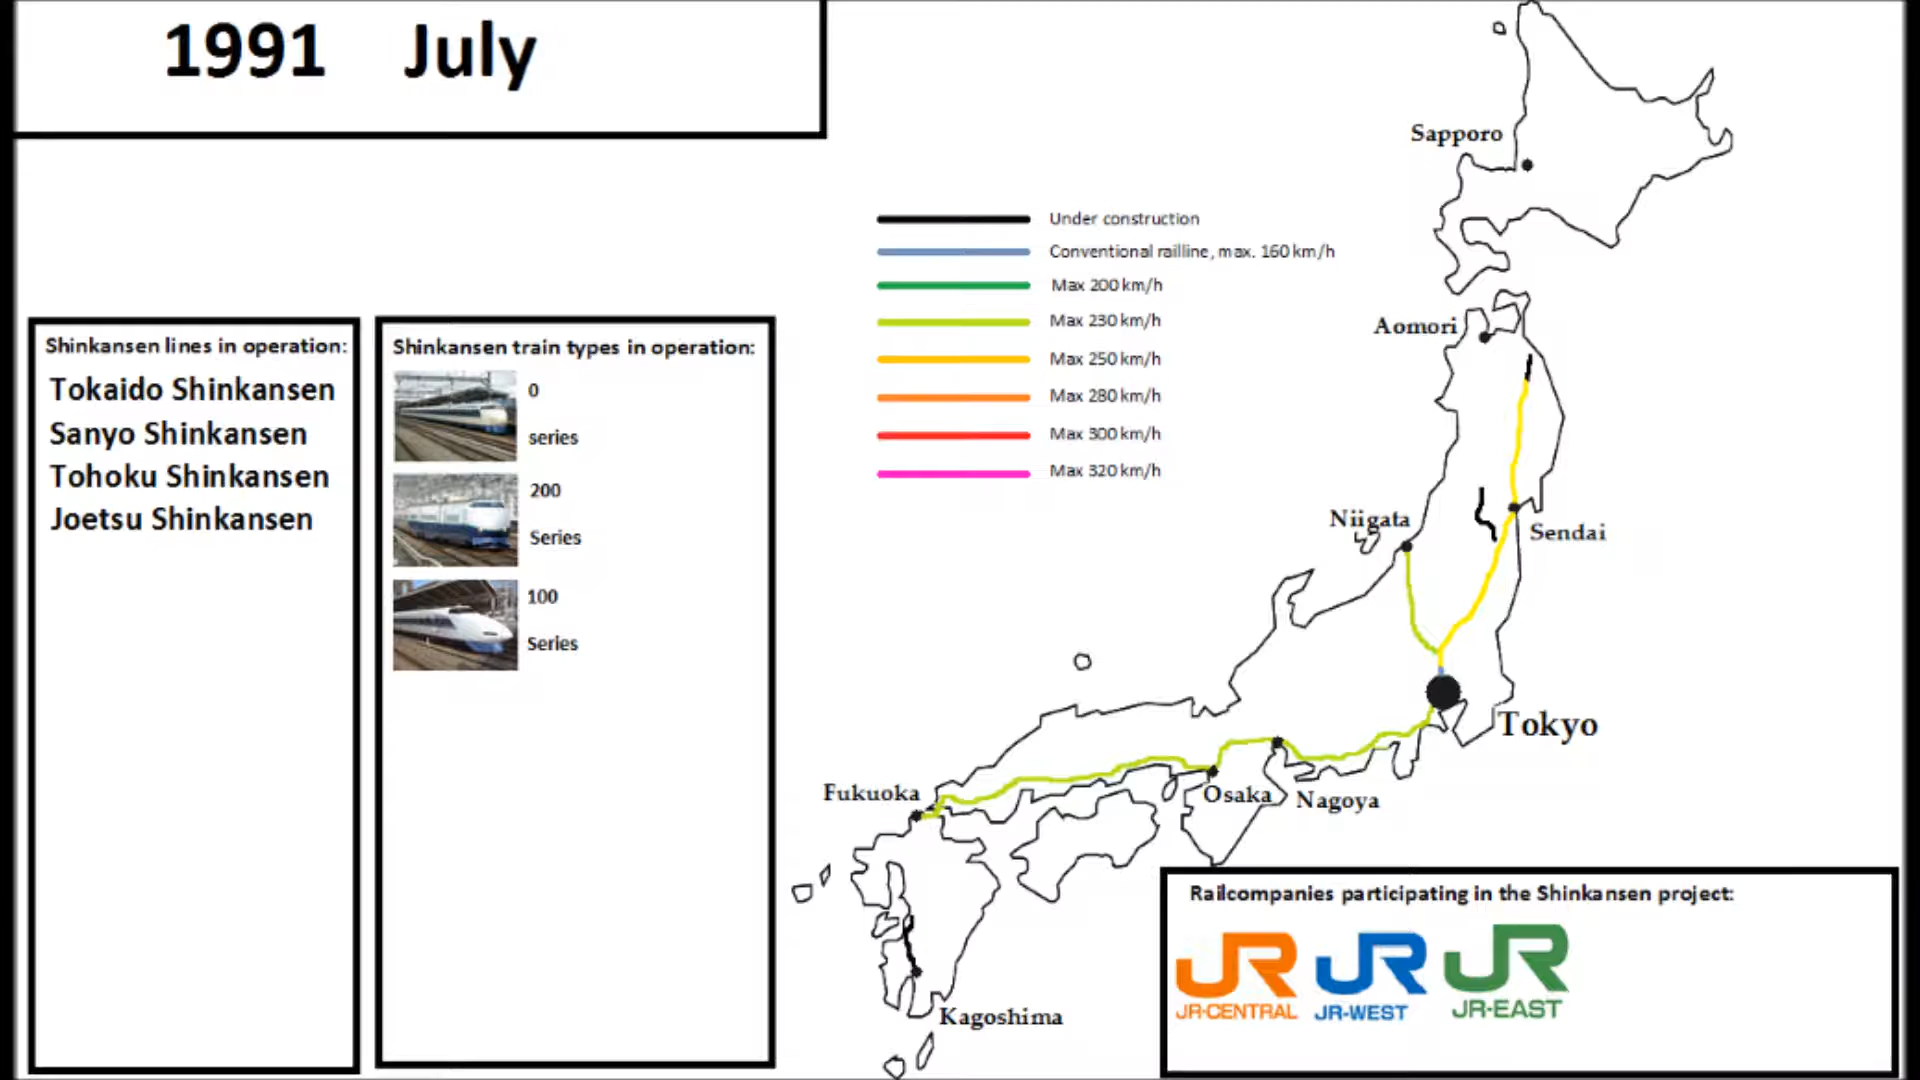 1991 July
Sapporo
Under construction
Conventional railline, max. 160 km/h
Max 200 km/h
Max 230 km/h
Max 250 km/h
Max 280 km/h
Max 300 km/h
Max 320 km/h
Aomori
Shinkansen lines in operation:
Tokaido Shinkansen
Sanyo Shinkansen
Tohoku Shinkansen
Joetsu Shinkansen
Shinkansen train types in operation:
0
series
200
Series
100
Series
Niigata
Sendai
Tokyo
Fukuoka
Osaka
Nagoya
Kagoshima
Railcompanies participating in the Shinkansen project:
JR JR JR
JR-CENTRAL JR-WEST JR-EAST